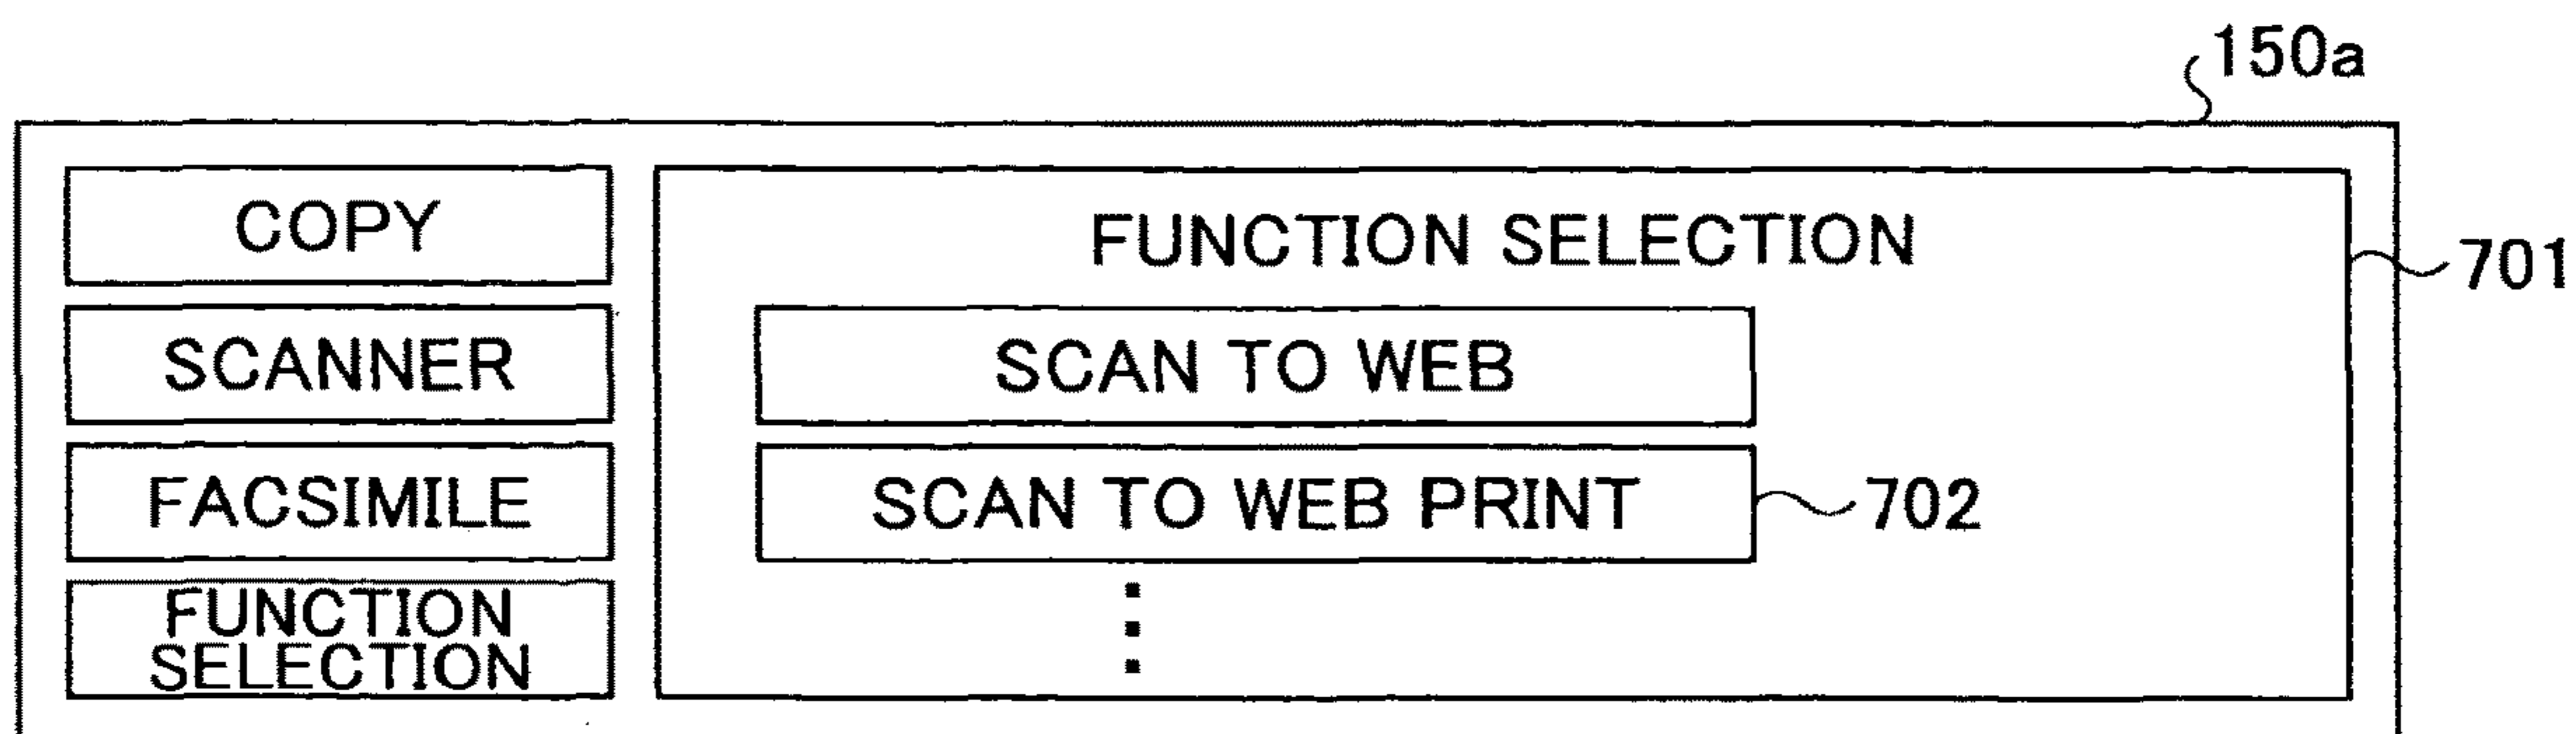 150a
COPY
SCANNER
FACSIMILE
FUNCTION
SELECTION
FUNCTION SELECTION
701
SCAN TO WEB
SCAN TO WEB PRINT
702